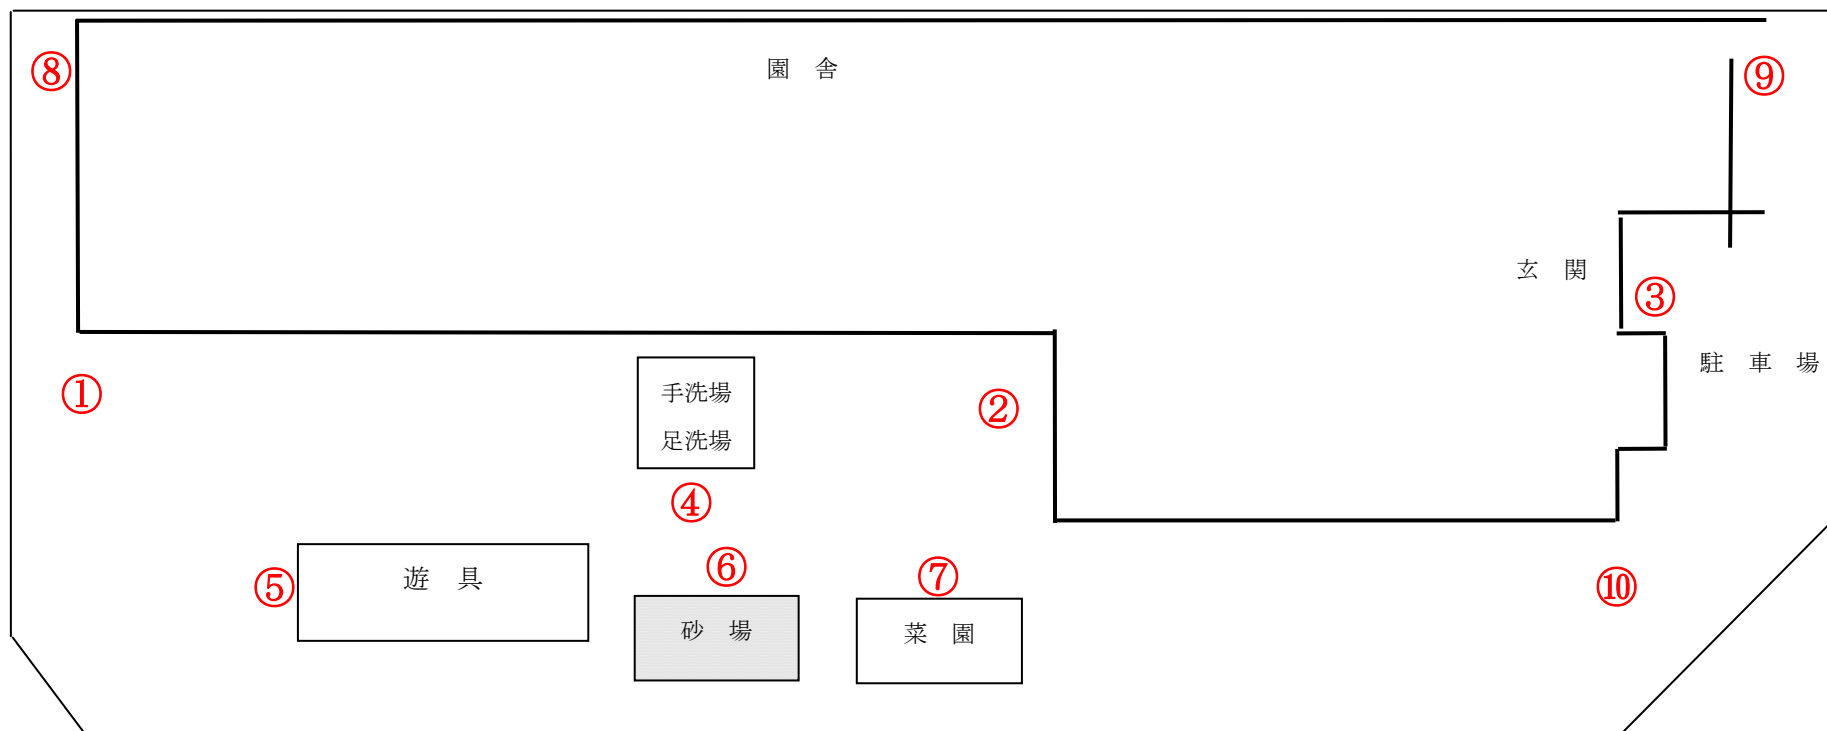 ⑧
園　舎
⑨
玄　関
③
駐　車　場
①
手洗場
足洗場
②
④
⑤
遊　具
⑥
⑦
⑩
砂　場
菜　園